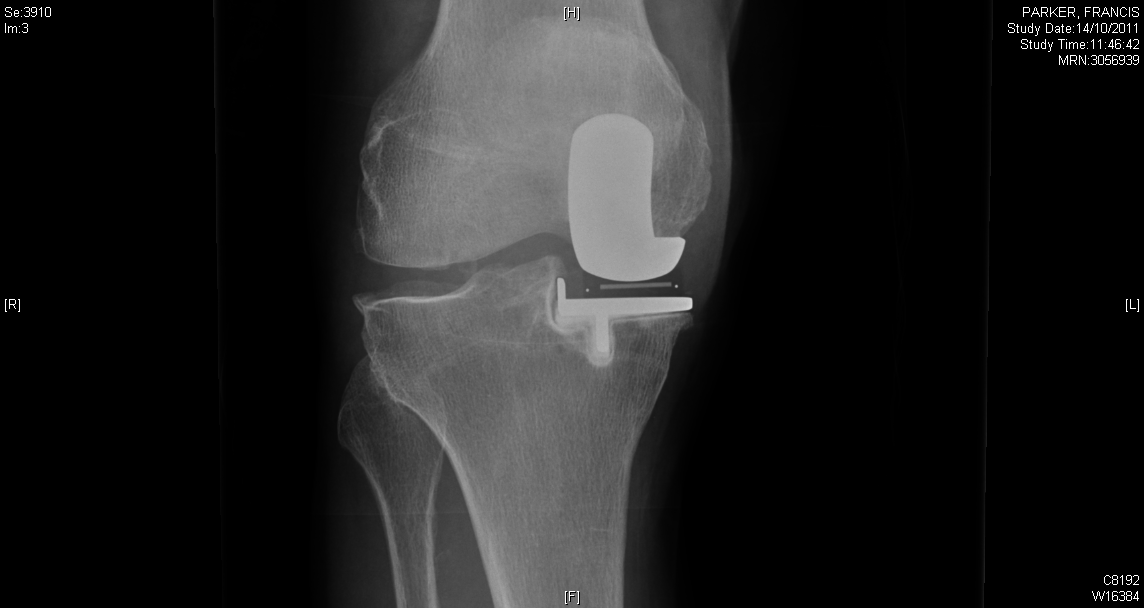 Se:3910
Im:3
[H]
PARKER, FRANCIS
Study Date:14/10/2011
Study Time:11:46:42
MRN:3056939
[R]
[L]
[F]
C8192
W16384